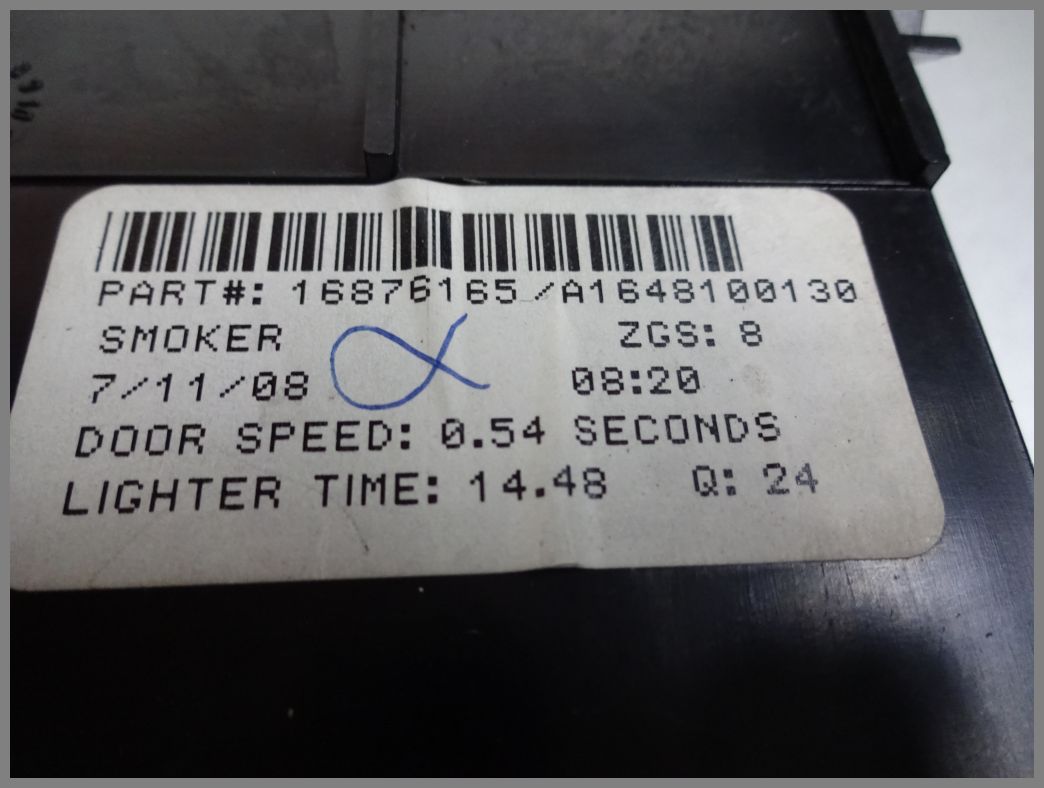 PART#: 16876165/A1648100130
SMOKER ZGS: 8
7/11/08 08:20
DOOR SPEED: 0.54 SECONDS
LIGHTER TIME: 14.48 Q: 24